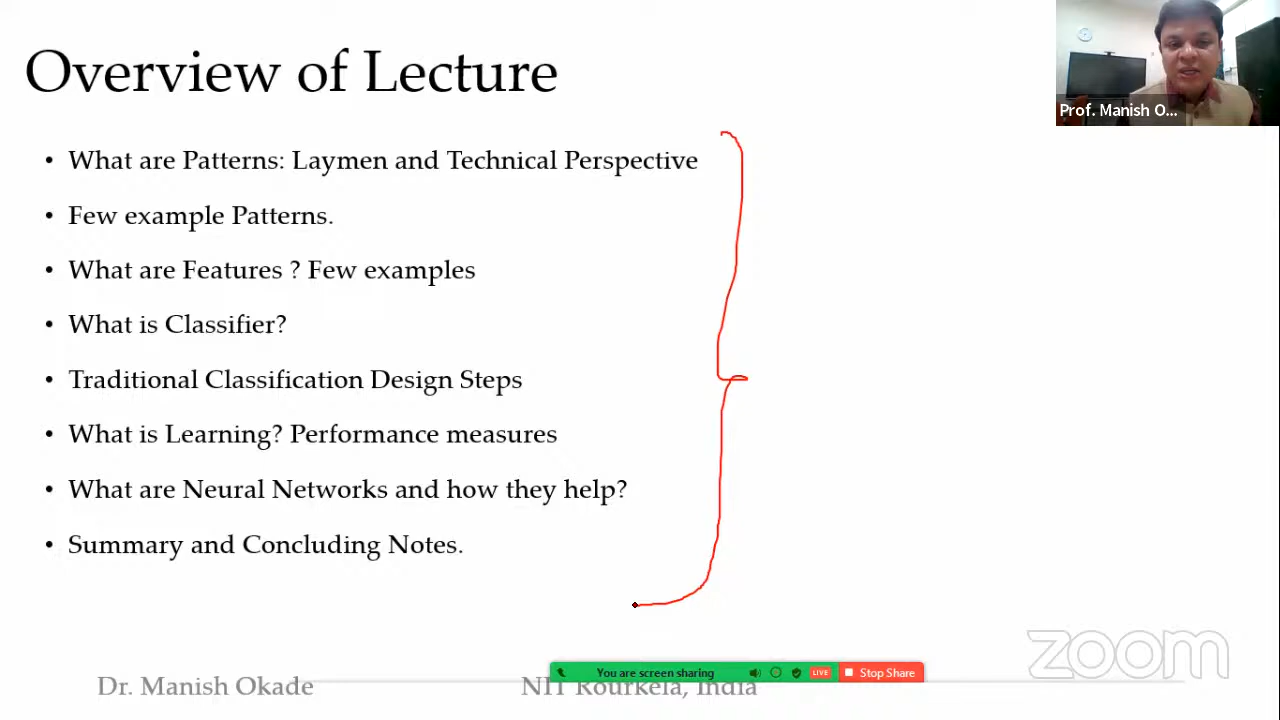 Overview of Lecture
Prof. Manish O...
• What are Patterns: Laymen and Technical Perspective
• Few example Patterns.
• What are Features ? Few examples
• What is Classifier?
• Traditional Classification Design Steps
• What is Learning? Performance measures
• What are Neural Networks and how they help?
• Summary and Concluding Notes.
zoom
You are screen sharing LIVE Stop Share
Dr. Manish Okade NIT Rourkela, India